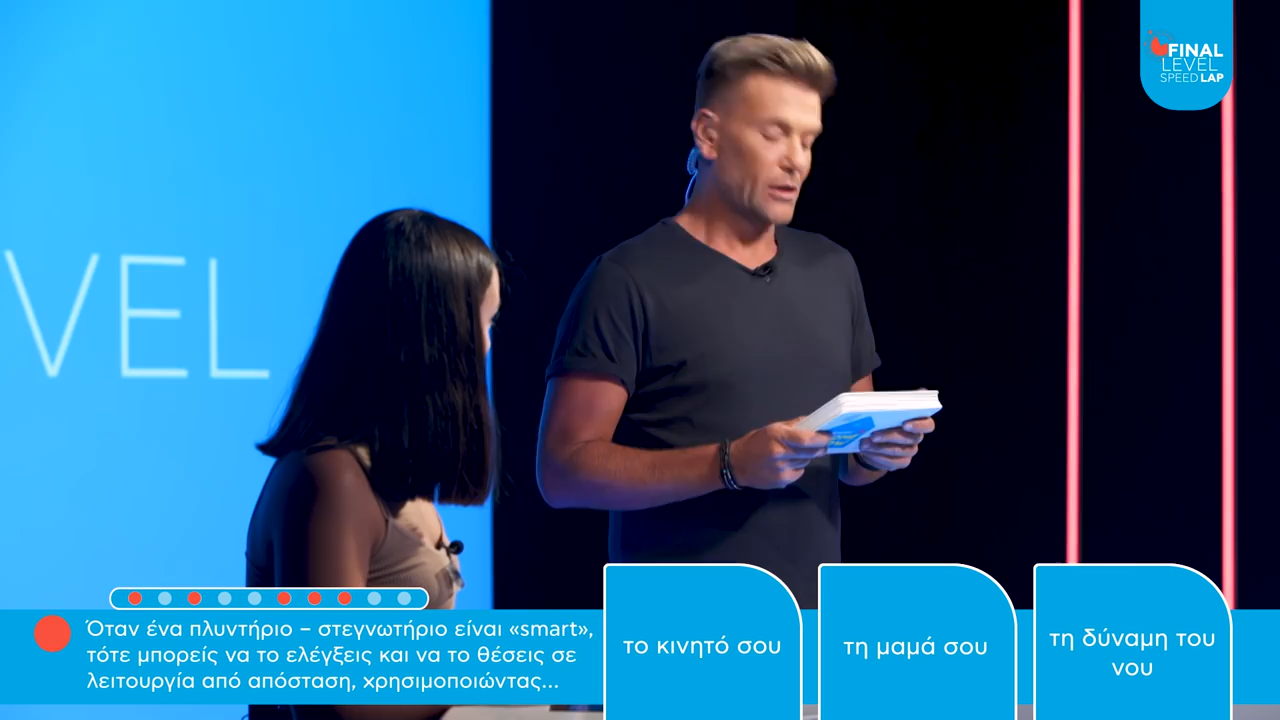 FINAL
LEVEL
SPEED LAP
VEL
Όταν ένα πλυντήριο – στεγνωτήριο είναι «smart»,
τότε μπορείς να το ελέγξεις και να το θέσεις σε
λειτουργία από απόσταση, χρησιμοποιώντας...
το κινητό σου
τη μαμά σου
τη δύναμη του
νου